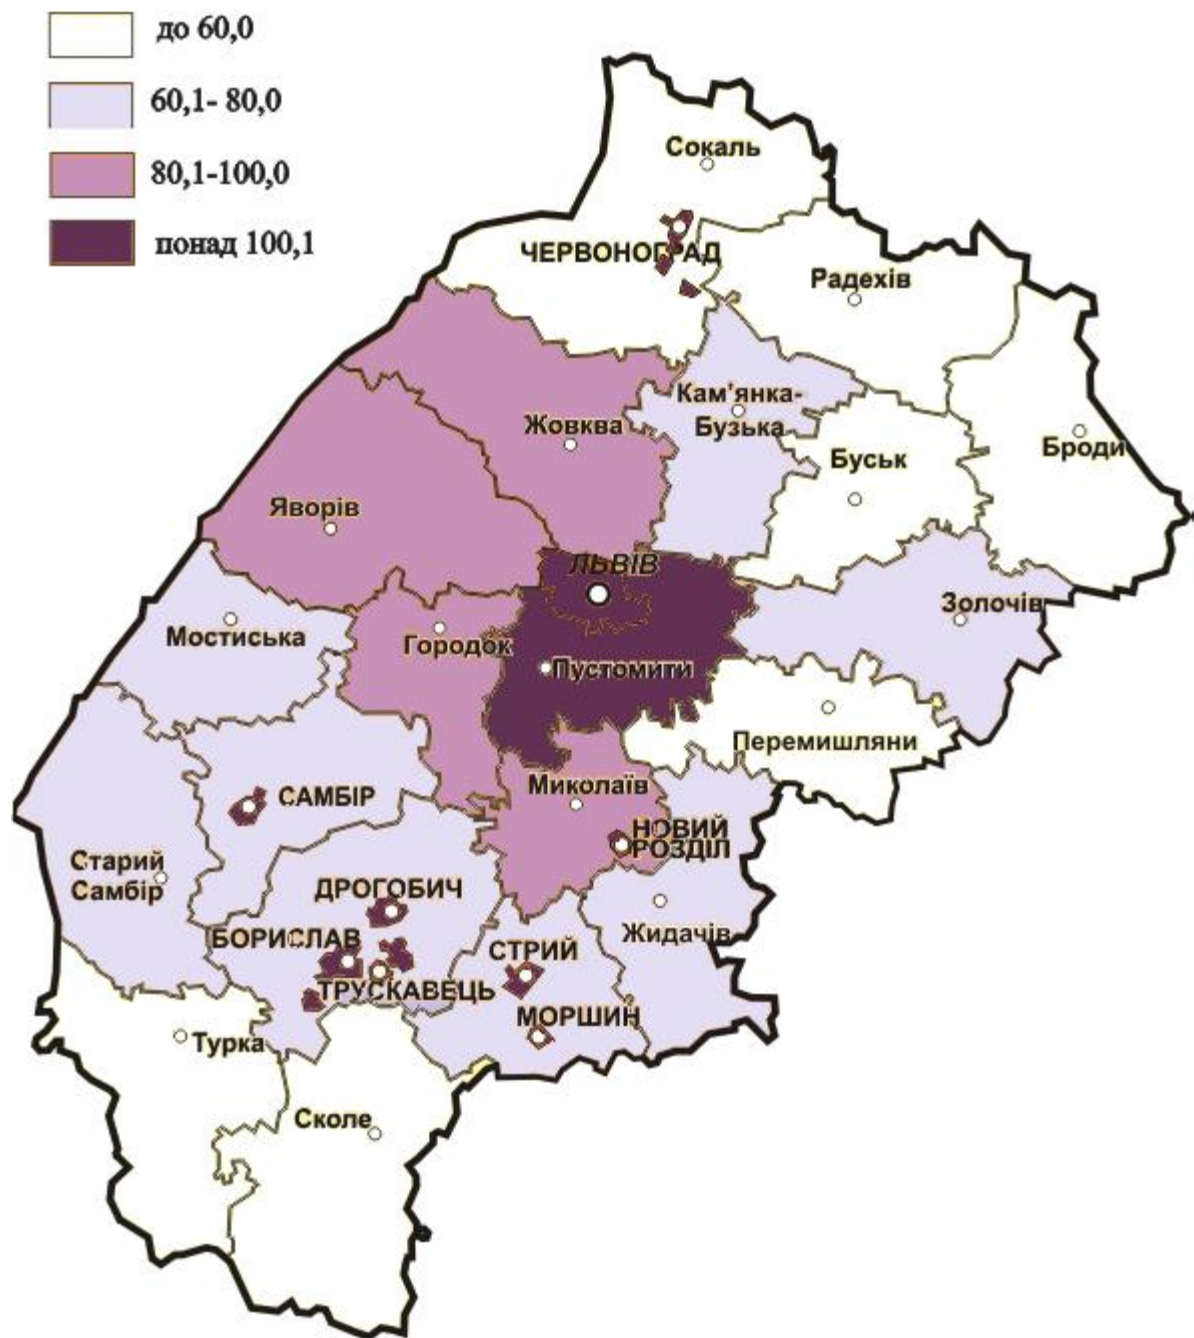 до 60,0
60,1- 80,0
80,1-100,0
понад 100,1
Сокаль
ЧЕРВОНОГРАД
Радехів
Кам’янка-
Бузька
Жовква
Броди
Буськ
Яворів
ЛЬВІВ
Золочів
Мостиська
Городок
Пустомити
Перемишляни
Миколаїв
САМБІР
НОВИЙ
РОЗДІЛ
Старий
Самбір
ДРОГОБИЧ
Жидачів
БОРИСЛАВ
СТРИЙ
ТРУСКАВЕЦЬ
МОРШИН
Турка
Сколе